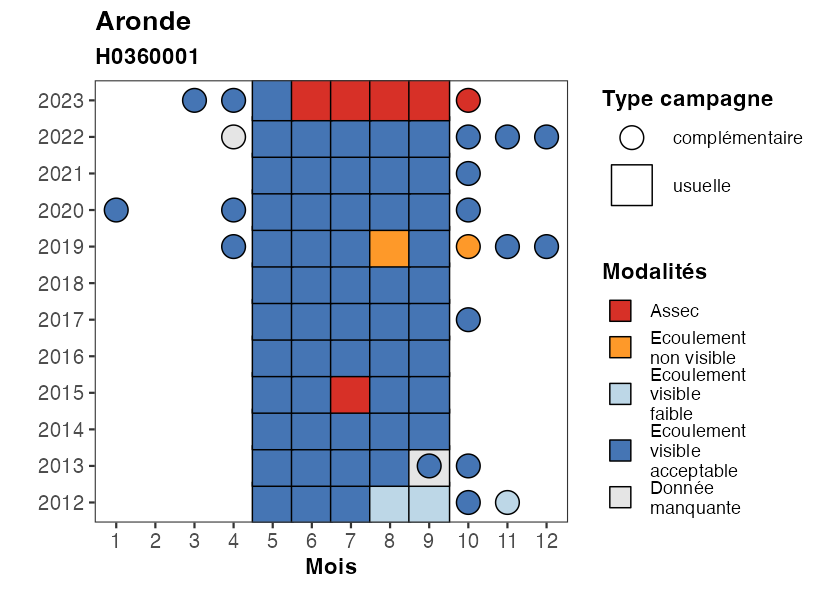 Aronde
H0360001
2023
2022
2021
2020
2019
2018
2017
2016
2015
2014
2013
2012
1 2 3 4 5 6 7 8 9 10 11 12
Mois
Type campagne
complémentaire
usuelle
Modalités
Assec
Ecoulement
non visible
Ecoulement
visible
faible
Ecoulement
visible
acceptable
Donnée
manquante